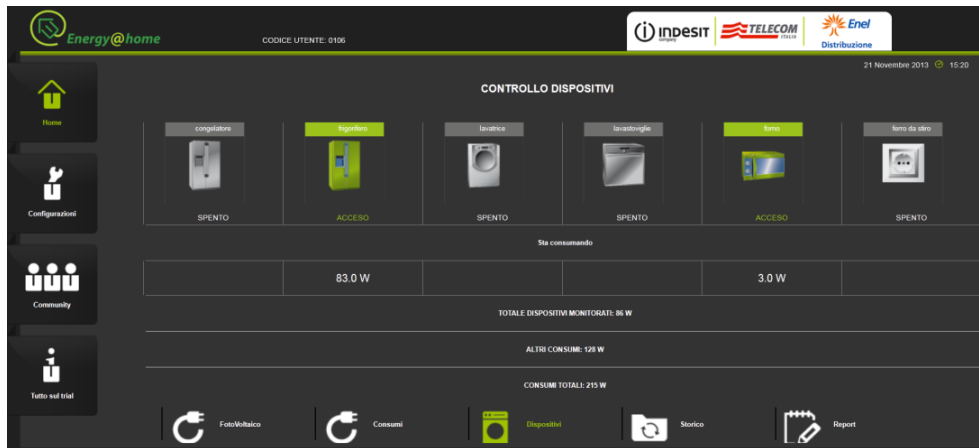 Energy@home
CODICE UTENTE: 0106
indesit company
TELECOM ITALIA
Enel Distribuzione
21 Novembre 2013 15:20
CONTROLLO DISPOSITIVI
Home
congelatore frigorifero lavatrice lavastoviglie forno ferro da stiro
SPENTO ACCESO SPENTO SPENTO ACCESO SPENTO
Configurazioni
Sta consumando
83.0 W 3.0 W
Community
TOTALE DISPOSITIVI MONITORATI: 86 W
ALTRI CONSUMI: 128 W
CONSUMI TOTALI: 215 W
Tutto sul trial
FotoVoltaico Consumi Dispositivi Storico Report